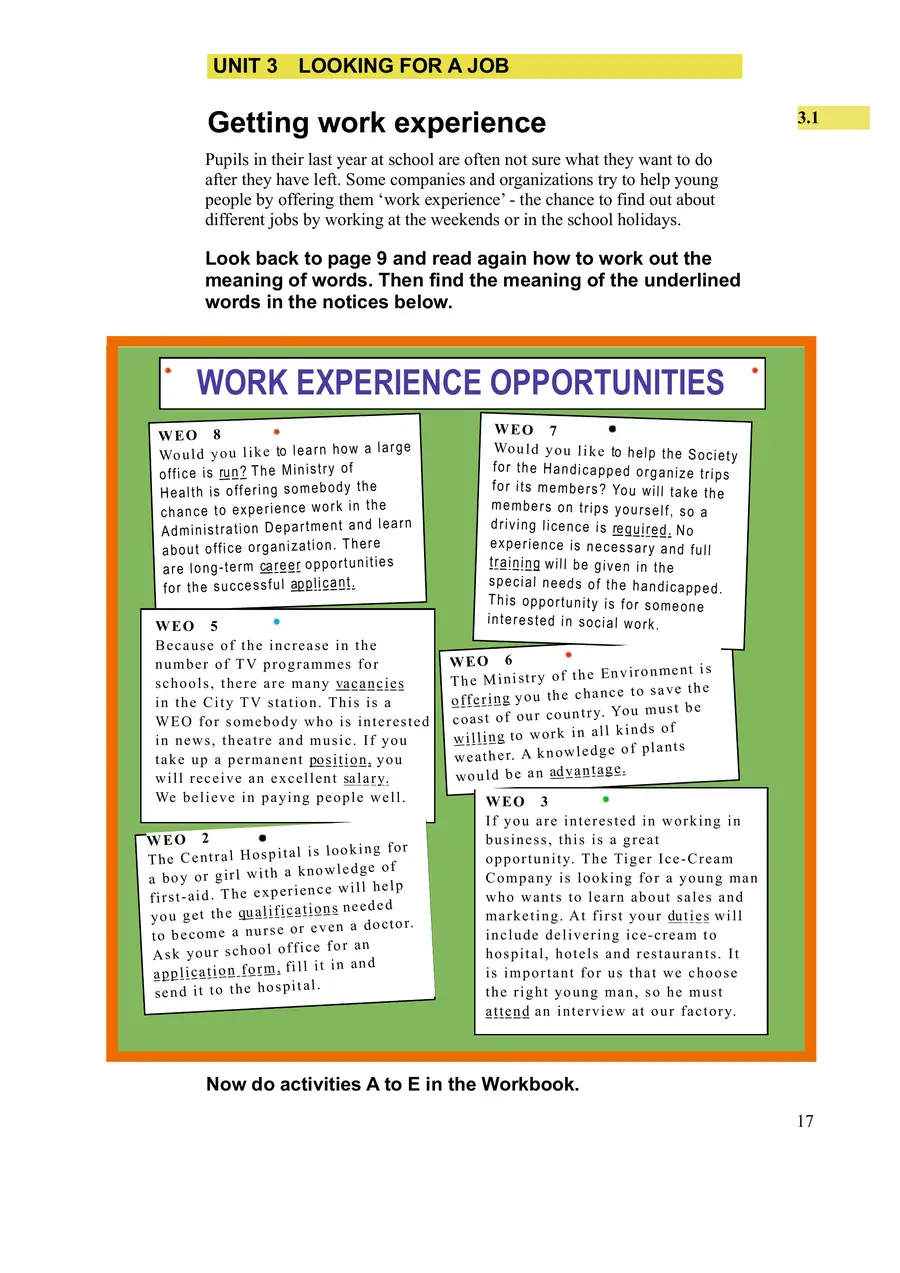 UNIT 3 LOOKING FOR A JOB
Getting work experience
3.1
Pupils in their last year at school are often not sure what they want to do
after they have left. Some companies and organizations try to help young
people by offering them ‘work experience’ - the chance to find out about
different jobs by working at the weekends or in the school holidays.
Look back to page 9 and read again how to work out the
meaning of words. Then find the meaning of the underlined
words in the notices below.
WORK EXPERIENCE OPPORTUNITIES
WEO 8
Would you like to learn how a large
office is run? The Ministry of
Health is offering somebody the
chance to experience work in the
Administration Department and learn
about office organization. There
are long-term career opportunities
for the successful applicant.
WEO 7
Would you like to help the Society
for the Handicapped organize trips
for its members? You will take the
members on trips yourself, so a
driving licence is required. No
experience is necessary and full
training will be given in the
special needs of the handicapped.
This opportunity is for someone
interested in social work.
WEO 5
Because of the increase in the
number of TV programmes for
schools, there are many vacancies
in the City TV station. This is a
WEO for somebody who is interested
in news, theatre and music. If you
take up a permanent position, you
will receive an excellent salary.
We believe in paying people well.
WEO 6
The Ministry of the Environment is
offering you the chance to save the
coast of our country. You must be
willing to work in all kinds of
weather. A knowledge of plants
would be an advantage.
WEO 2
The Central Hospital is looking for
a boy or girl with a knowledge of
first-aid. The experience will help
you get the qualifications needed
to become a nurse or even a doctor.
Ask your school office for an
application form, fill it in and
send it to the hospital.
WEO 3
If you are interested in working in
business, this is a great
opportunity. The Tiger Ice-Cream
Company is looking for a young man
who wants to learn about sales and
marketing. At first your duties will
include delivering ice-cream to
hospital, hotels and restaurants. It
is important for us that we choose
the right young man, so he must
attend an interview at our factory.
Now do activities A to E in the Workbook.
17